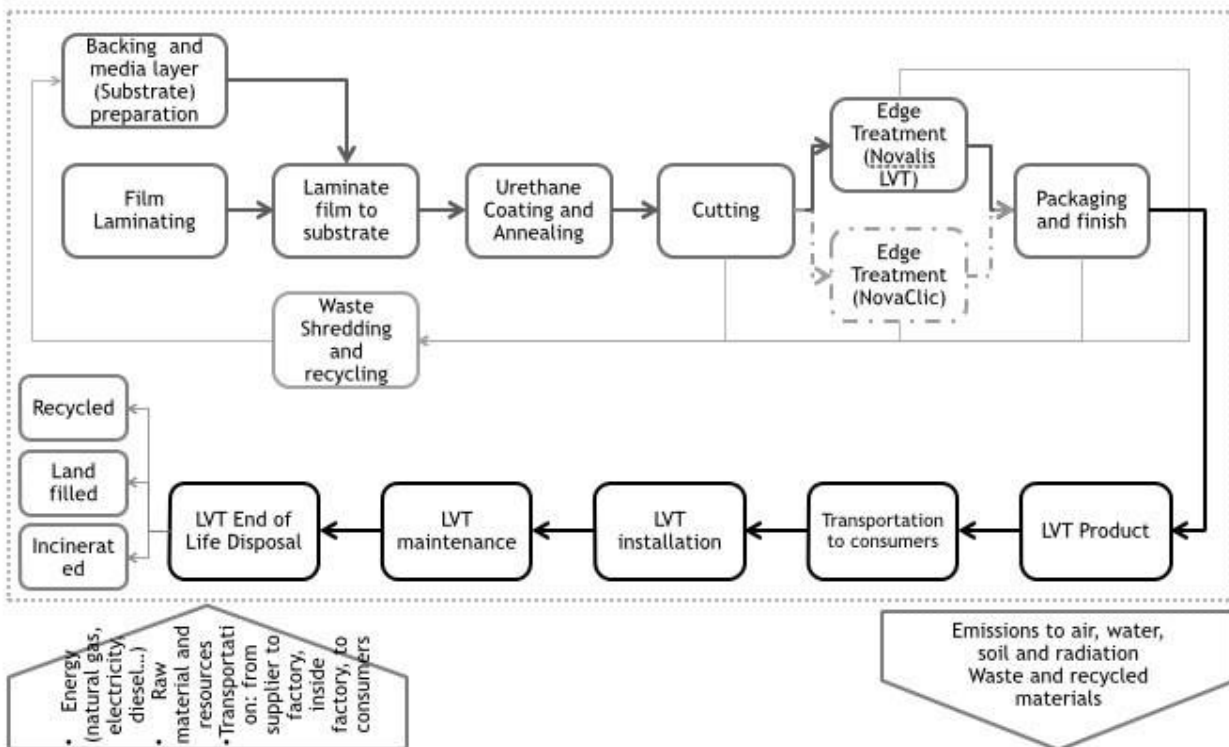 Backing and
media layer
(Substrate)
preparation
Film
Laminating
Laminate
film to
substrate
Urethane
Coating and
Annealing
Cutting
Edge
Treatment
(Novalis
LVT)
Edge
Treatment
(NovaClic)
Packaging
and finish
Waste
Shredding
and
recycling
Recycled
Land
filled
Incinerat
ed
LVT End of
Life Disposal
LVT
maintenance
LVT
installation
Transportation
to consumers
LVT Product
• Energy
(natural gas,
electricity,
diesel...)
• Raw
material and
resources
•Transportati
on: from
supplier to
factory,
inside
factory, to
consumers
Emissions to air, water,
soil and radiation
Waste and recycled
materials